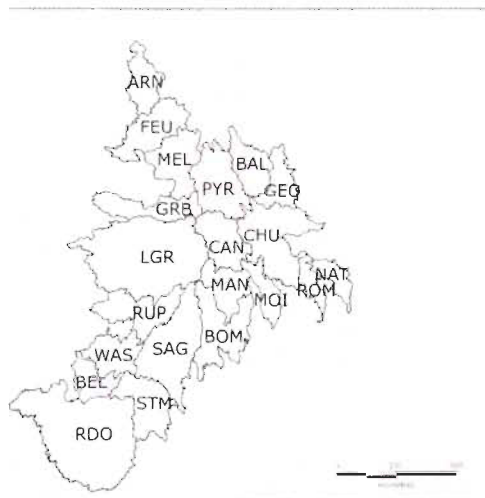 ARN
FEU
MEL
BAL
PYR
GEO
GRB
CHU
CAN
LGR
NAT
MAN
ROM
MOI
RUP
BOM
SAG
WAS
BEL
STM
RDO